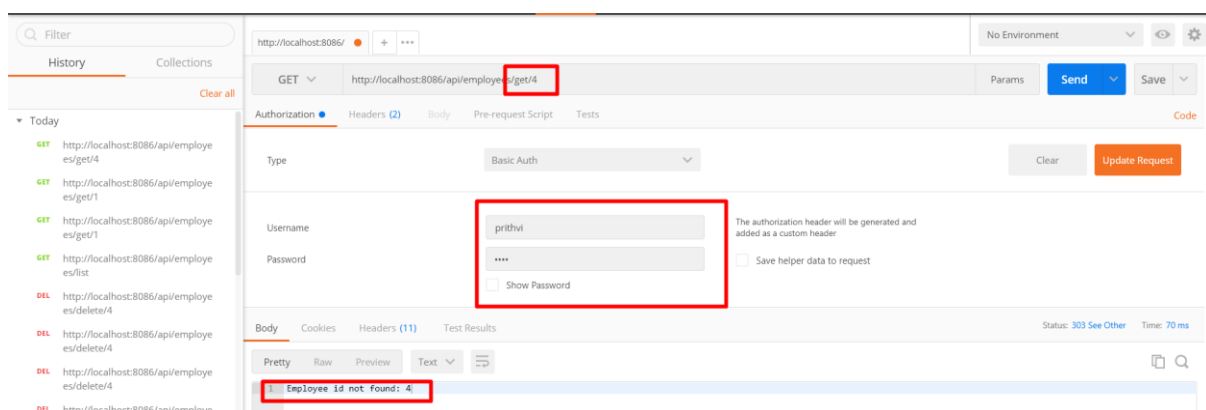 Filter
History Collections
Clear all
Today
GET http://localhost:8086/api/employe
es/get/4
GET http://localhost:8086/api/employe
es/get/1
GET http://localhost:8086/api/employe
es/get/1
GET http://localhost:8086/api/employe
es/list
DEL http://localhost:8086/api/employe
es/delete/4
DEL http://localhost:8086/api/employe
es/delete/4
DEL http://localhost:8086/api/employe
es/delete/4
DEL http://localhost:8086/api/employe
http://localhost:8086/ + •••
No Environment
GET http://localhost:8086/api/employees/get/4 Params Send Save
Authorization Headers (2) Body Pre-request Script Tests Code
Type Basic Auth Clear Update Request
Username prithvi The authorization header will be generated and
added as a custom header
Password •••• Save helper data to request
Show Password
Body Cookies Headers (11) Test Results Status: 303 See Other Time: 70 ms
Pretty Raw Preview Text
1 Employee id not found: 4